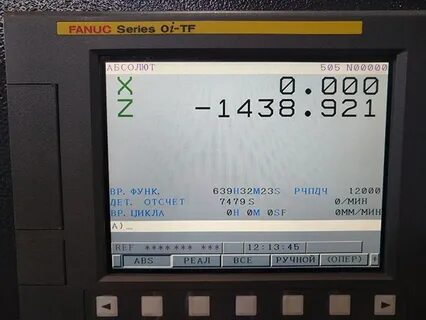 FANUC Series 0i-TF
АБСОЛЮТ 505 N00000
X 0.000
Z -1438.921
ВР. ФУНК. 639H32M23S РЧПДЧ 12000
ДЕТ. ОТСЧЕТ 7479S 0/МИН
ВР. ЦИКЛА 0H 0M 0SF 0ММ/МИН
A)_
REF ******* *** 12:13:45
ABS РЕАЛ ВСЕ РУЧНОЙ (ОПЕР)